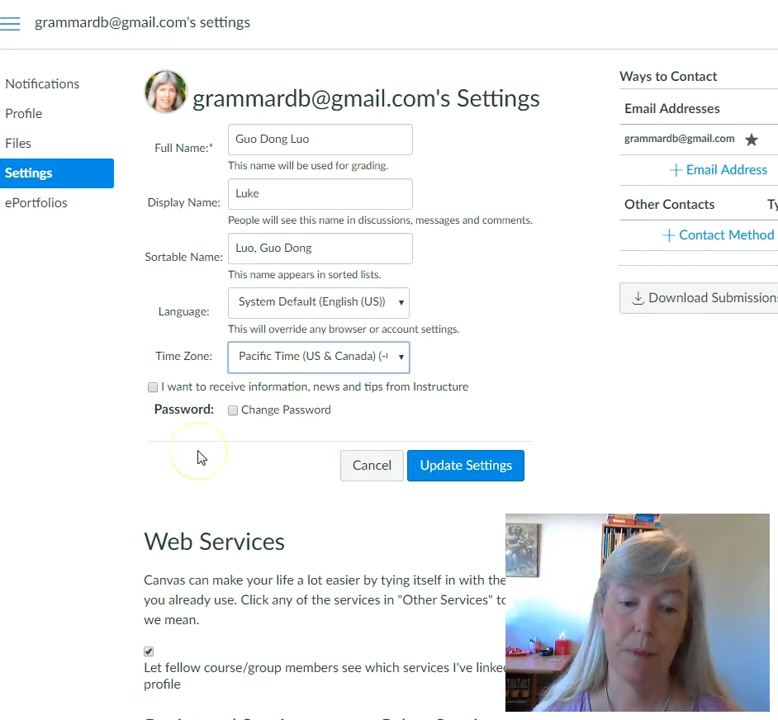 grammardb@gmail.com's settings
Notifications
Profile
Files
Settings
ePortfolios
grammardb@gmail.com's Settings
Full Name:* Guo Dong Luo
This name will be used for grading.
Display Name: Luke
People will see this name in discussions, messages and comments.
Sortable Name: Luo, Guo Dong
This name appears in sorted lists.
Language: System Default (English (US))
This will override any browser or account settings.
Time Zone: Pacific Time (US & Canada) (-
I want to receive information, news and tips from Instructure
Password: Change Password
Cancel Update Settings
Ways to Contact
Email Addresses
grammardb@gmail.com
Email Address
Other Contacts Ty
Contact Method
Download Submissions
Web Services
Canvas can make your life a lot easier by tying itself in with the
you already use. Click any of the services in "Other Services" to
we mean.
Let fellow course/group members see which services I've linke
profile